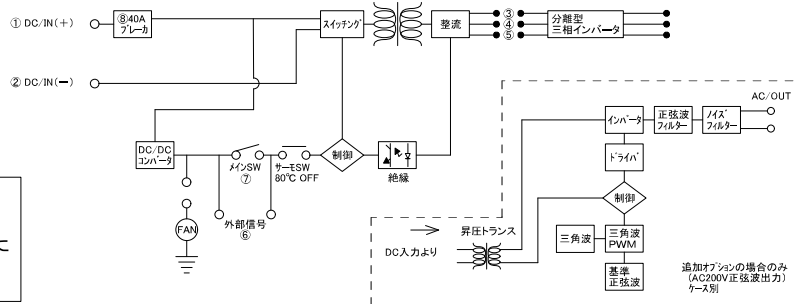 ① DC/IN(+)
⑧40A
ブレーカ
スイッチング
整流
③
④
⑤
分離型
三相インバータ
② DC/IN(ー)
DC/DC
コンバータ
メインSW
⑦
サーモSW
80℃ OFF
制御
絶縁
外部信号
⑥
FAN
に
AC/OUT
インバータ
正弦波
フィルター
ノイズ
フィルター
ドライバ
制御
三角波
三角波
PWM
基準
正弦波
昇圧トランス
DC入力より
追加オプションの場合のみ
(AC200V正弦波出力)
ケース別